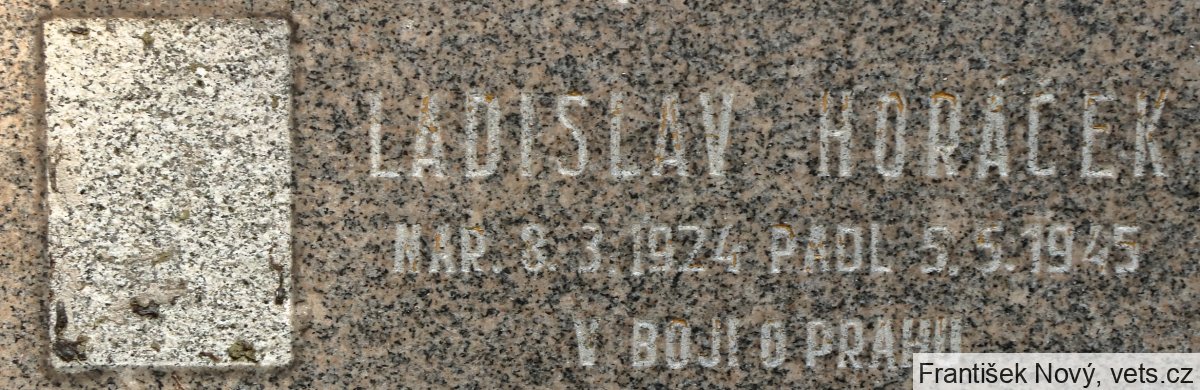 LADISLAV HORÁČEK
NAR. 8. 3. 1924 PADL 5. 5. 1945
V BOJI O PRAHU
František Nový, vets.cz